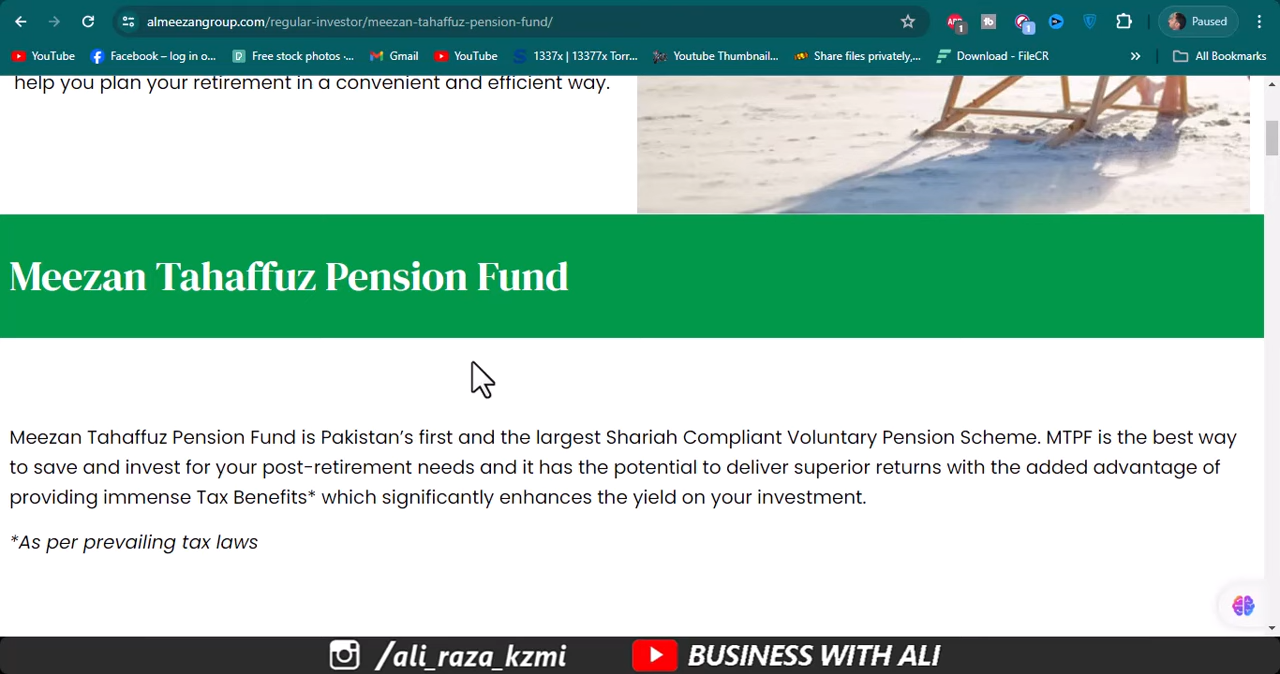 almeezangroup.com/regular-investor/meezan-tahaffuz-pension-fund/
1
1
Paused
YouTube
Facebook – log in o...
Free stock photos ·...
Gmail
YouTube
1337x | 13377x Torr...
Youtube Thumbnail...
Share files privately,...
Download - FileCR
»
All Bookmarks
help you plan your retirement in a convenient and efficient way.
Meezan Tahaffuz Pension Fund
Meezan Tahaffuz Pension Fund is Pakistan’s first and the largest Shariah Compliant Voluntary Pension Scheme. MTPF is the best way
to save and invest for your post-retirement needs and it has the potential to deliver superior returns with the added advantage of
providing immense Tax Benefits* which significantly enhances the yield on your investment.
*As per prevailing tax laws
/ali_raza_kzmi
BUSINESS WITH ALI